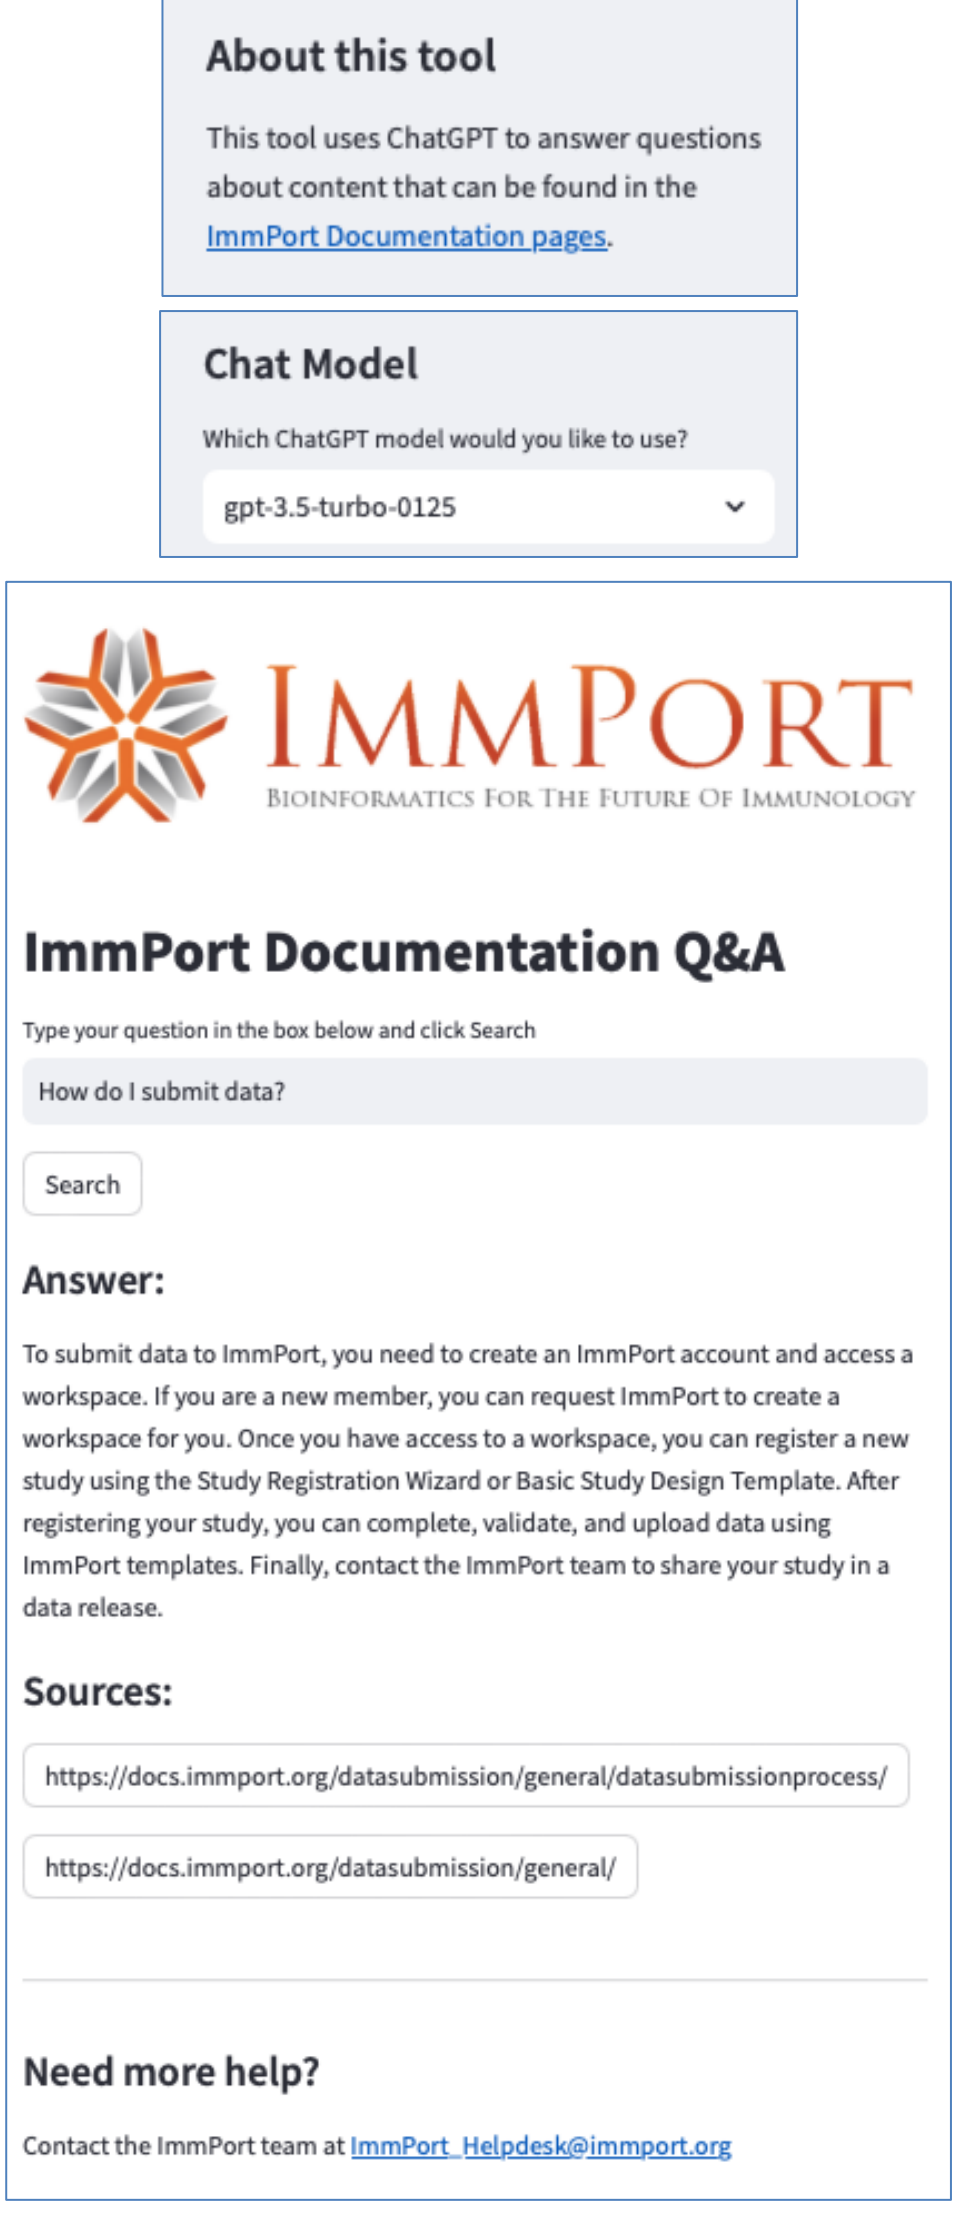 About this tool
This tool uses ChatGPT to answer questions
about content that can be found in the
ImmPort Documentation pages.
Chat Model
Which ChatGPT model would you like to use?
gpt-3.5-turbo-0125
IMMPORT
BIOINFORMATICS FOR THE FUTURE OF IMMUNOLOGY
ImmPort Documentation Q&A
Type your question in the box below and click Search
How do I submit data?
Search
Answer:
To submit data to ImmPort, you need to create an ImmPort account and access a
workspace. If you are a new member, you can request ImmPort to create a
workspace for you. Once you have access to a workspace, you can register a new
study using the Study Registration Wizard or Basic Study Design Template. After
registering your study, you can complete, validate, and upload data using
ImmPort templates. Finally, contact the ImmPort team to share your study in a
data release.
Sources:
https://docs.immport.org/datasubmission/general/datasubmissionprocess/
https://docs.immport.org/datasubmission/general/
Need more help?
Contact the ImmPort team at ImmPort_Helpdesk@immport.org